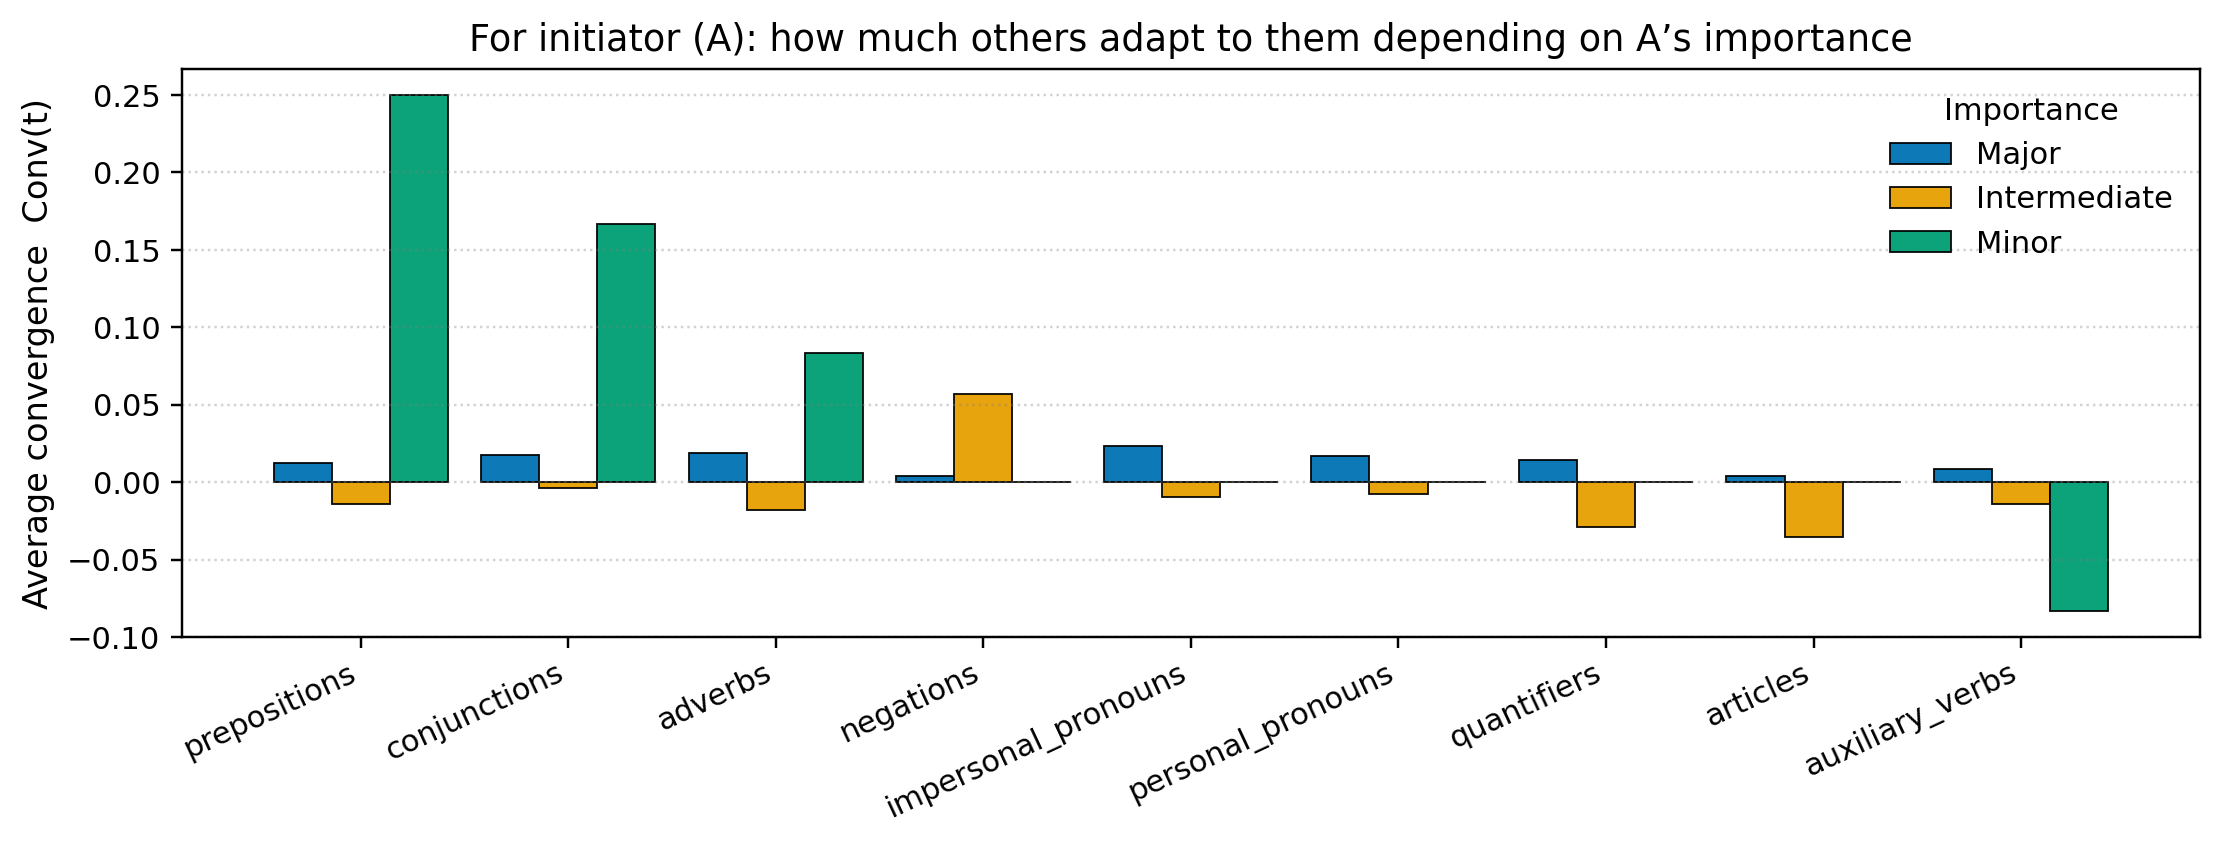 For initiator (A): how much others adapt to them depending on A’s importance
Average convergence Conv(t)
0.25
0.20
0.15
0.10
0.05
0.00
−0.05
−0.10
Importance
Major
Intermediate
Minor
prepositions
conjunctions
adverbs
negations
impersonal_pronouns
personal_pronouns
quantifiers
articles
auxiliary_verbs